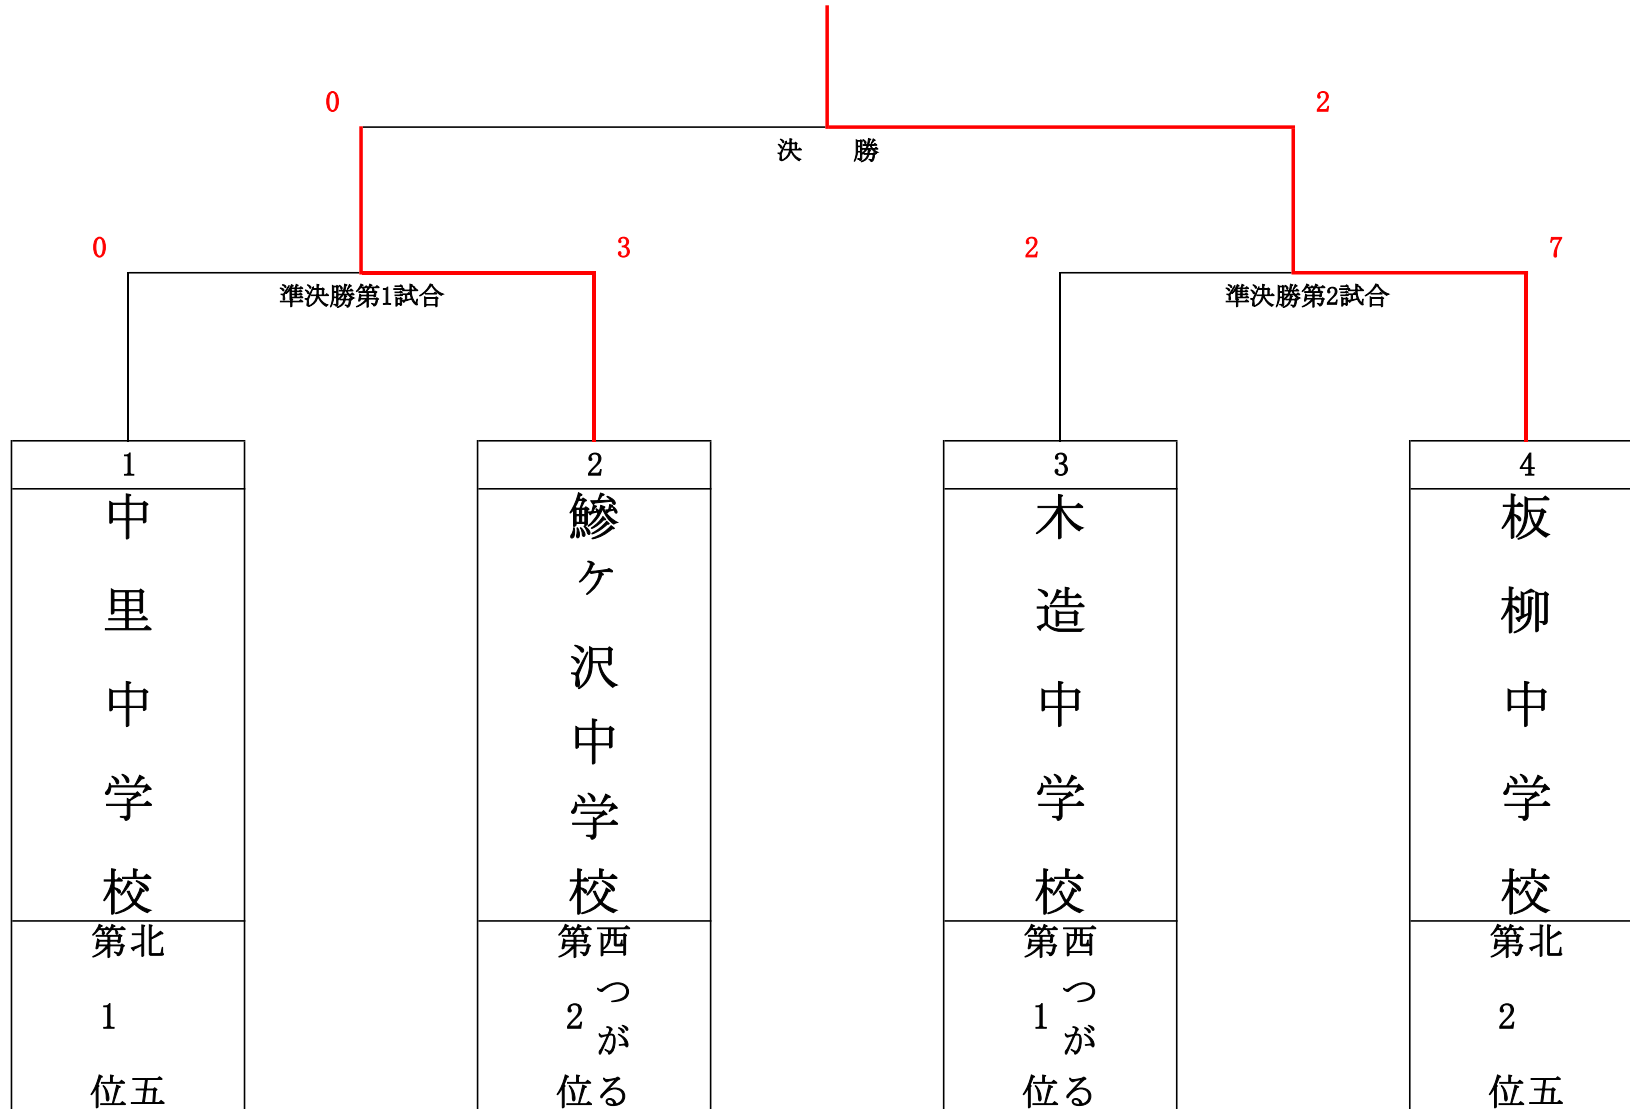 0
2
決 勝
0
3
2
7
準決勝第1試合
準決勝第2試合
1
2
3
4
中里中学校
鰺ヶ沢中学校
木造中学校
板柳中学校
北五
第1位
西つがる
第2位
西つがる
第1位
北五
第2位